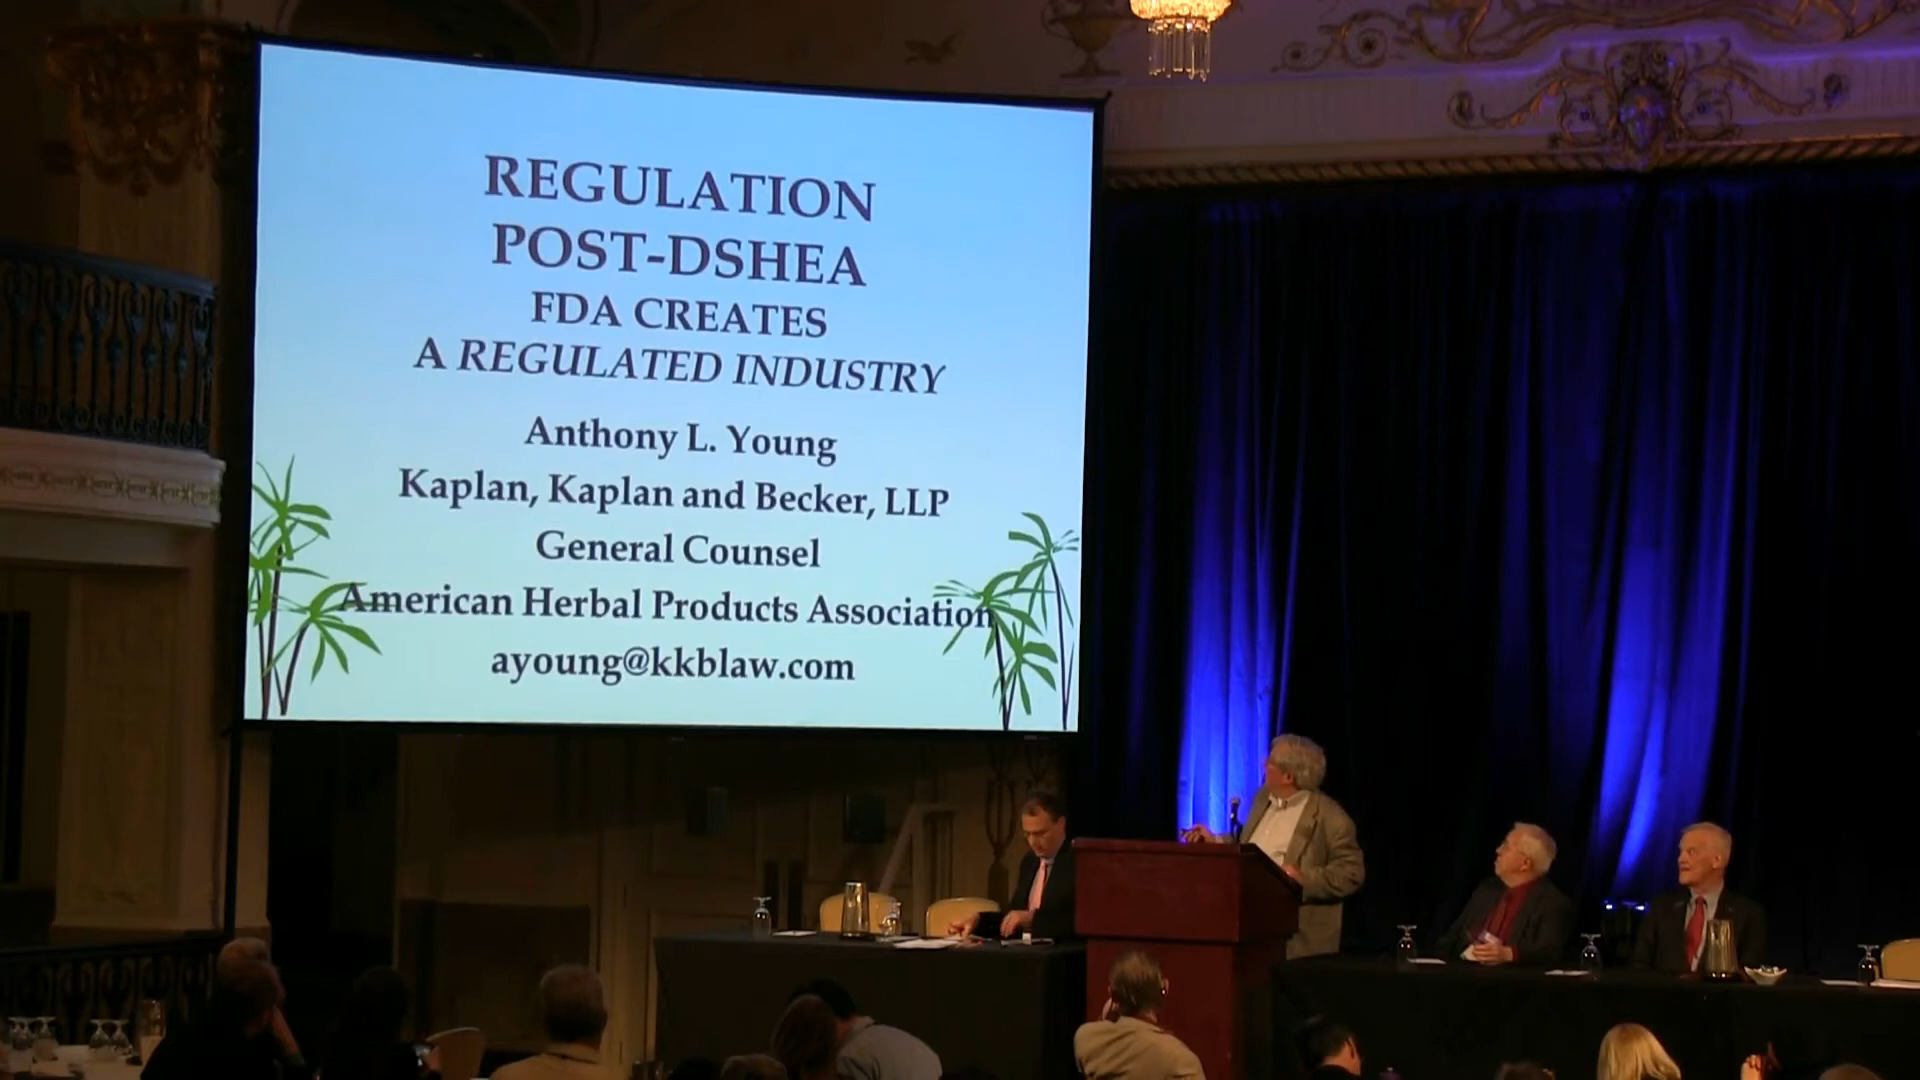 REGULATION
POST-DSHEA
FDA CREATES
A REGULATED INDUSTRY
Anthony L. Young
Kaplan, Kaplan and Becker, LLP
General Counsel
American Herbal Products Association
ayoung@kkblaw.com